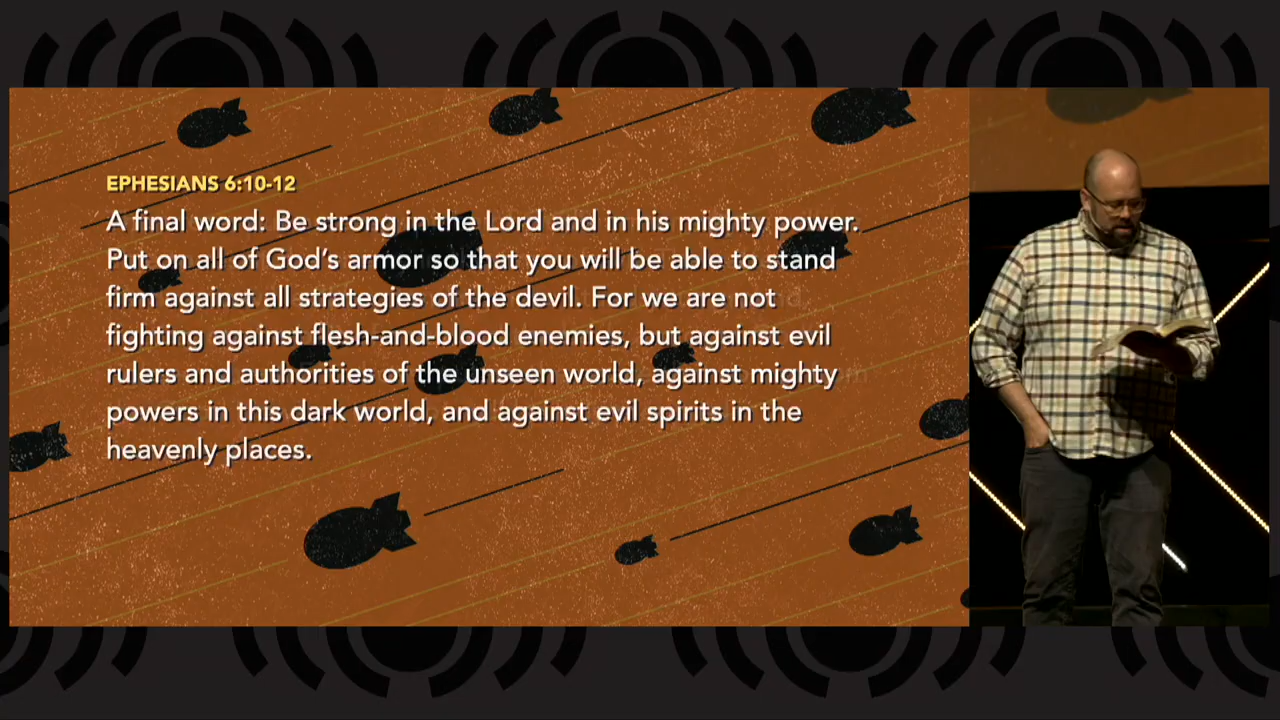 EPHESIANS 6:10-12
A final word: Be strong in the Lord and in his mighty power.
Put on all of God’s armor so that you will be able to stand
firm against all strategies of the devil. For we are not
fighting against flesh-and-blood enemies, but against evil
rulers and authorities of the unseen world, against mighty
powers in this dark world, and against evil spirits in the
heavenly places.